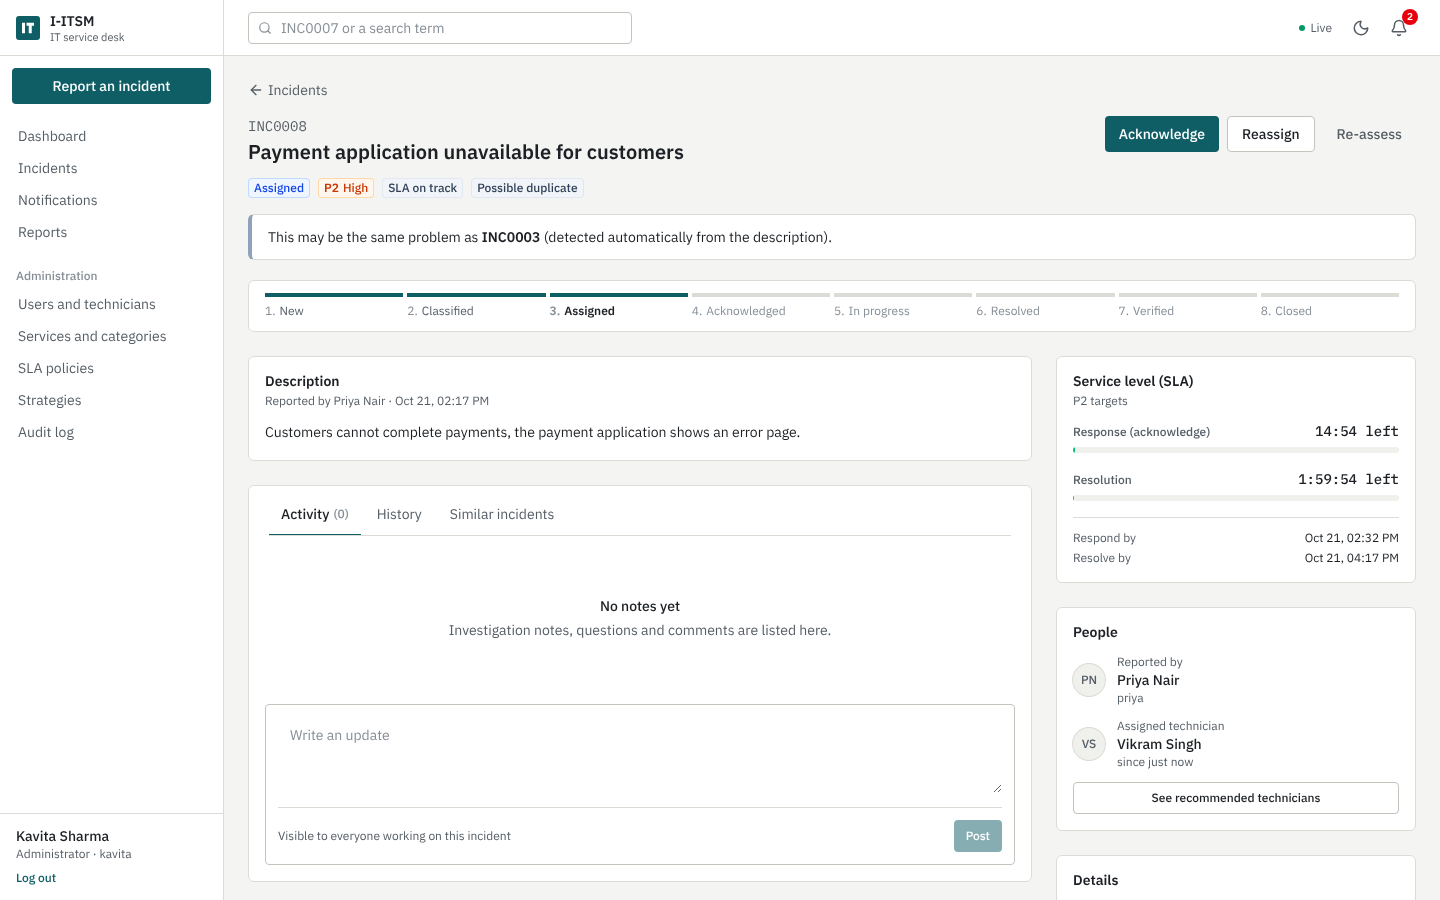 IT
I-ITSM
IT service desk
INC0007 or a search term
Live
2
Report an incident
Dashboard
Incidents
Notifications
Reports
Administration
Users and technicians
Services and categories
SLA policies
Strategies
Audit log
Kavita Sharma
Administrator · kavita
Log out
Incidents
INC0008
Payment application unavailable for customers
Acknowledge
Reassign
Re-assess
Assigned
P2 High
SLA on track
Possible duplicate
This may be the same problem as INC0003 (detected automatically from the description).
1. New
2. Classified
3. Assigned
4. Acknowledged
5. In progress
6. Resolved
7. Verified
8. Closed
Description
Reported by Priya Nair · Oct 21, 02:17 PM
Customers cannot complete payments, the payment application shows an error page.
Activity (0)
History
Similar incidents
No notes yet
Investigation notes, questions and comments are listed here.
Write an update
Visible to everyone working on this incident
Post
Service level (SLA)
P2 targets
Response (acknowledge) 14:54 left
Resolution 1:59:54 left
Respond by Oct 21, 02:32 PM
Resolve by Oct 21, 04:17 PM
People
PN
Reported by
Priya Nair
priya
VS
Assigned technician
Vikram Singh
since just now
See recommended technicians
Details